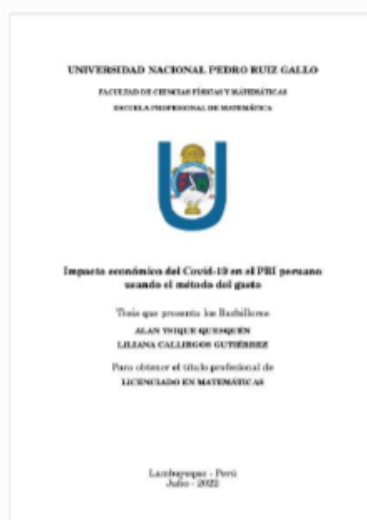 UNIVERSIDAD NACIONAL PEDRO RUIZ GALLO
FACULTAD DE CIENCIAS FÍSICAS Y MATEMÁTICAS
ESCUELA PROFESIONAL DE MATEMÁTICA
Impacto económico del Covid-19 en el PBI peruano
usando el método del gasto
Tesis que presenta los Bachilleres
ALAN YSIQUE QUESQUÉN
LILIANA CALLIRGOS GUTIÉRREZ
Para obtener el título profesional de
LICENCIADO EN MATEMÁTICAS
Lambayeque - Perú
Julio - 2022